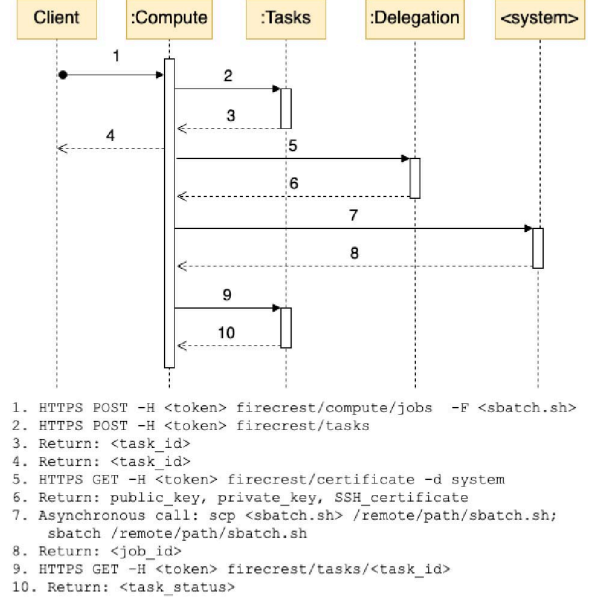 Client :Compute :Tasks :Delegation <system>
1
2
3
4
5
6
7
8
9
10
1. HTTPS POST -H <token> firecrest/compute/jobs -F <sbatch.sh>
2. HTTPS POST -H <token> firecrest/tasks
3. Return: <task_id>
4. Return: <task_id>
5. HTTPS GET -H <token> firecrest/certificate -d system
6. Return: public_key, private_key, SSH_certificate
7. Asynchronous call: scp <sbatch.sh> /remote/path/sbatch.sh;
sbatch /remote/path/sbatch.sh
8. Return: <job_id>
9. HTTPS GET -H <token> firecrest/tasks/<task_id>
10. Return: <task_status>